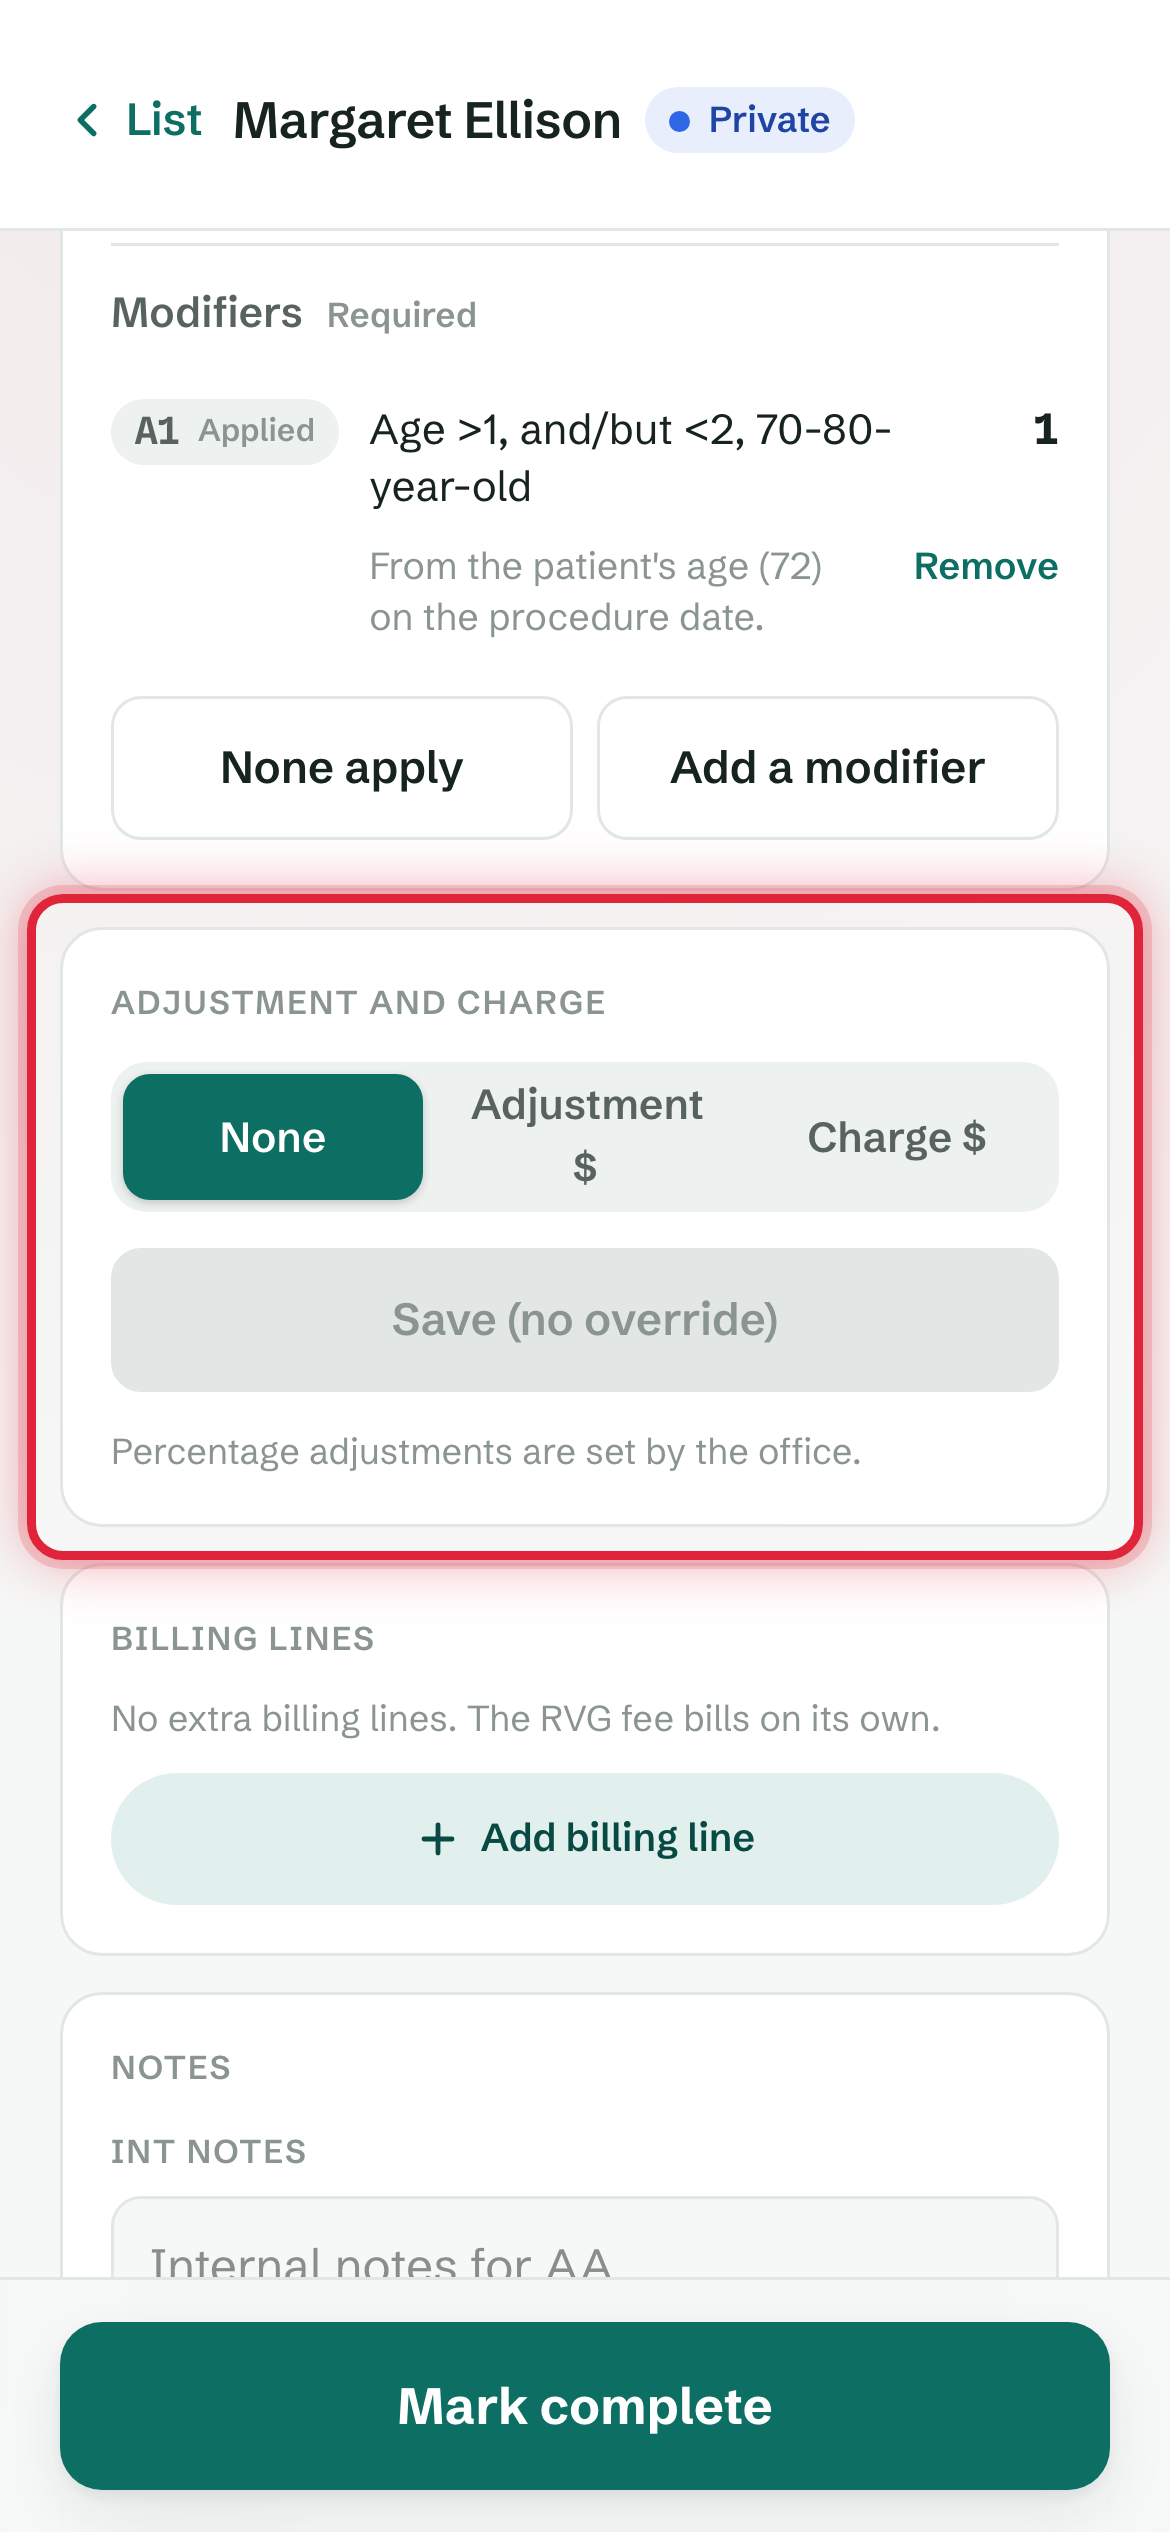 List Margaret Ellison Private
Modifiers Required
A1 Applied Age >1, and/but <2, 70-80- 1
year-old
From the patient's age (72) Remove
on the procedure date.
None apply Add a modifier
ADJUSTMENT AND CHARGE
None Adjustment $ Charge $
Save (no override)
Percentage adjustments are set by the office.
BILLING LINES
No extra billing lines. The RVG fee bills on its own.
+ Add billing line
NOTES
INT NOTES
Internal notes for AA
Mark complete